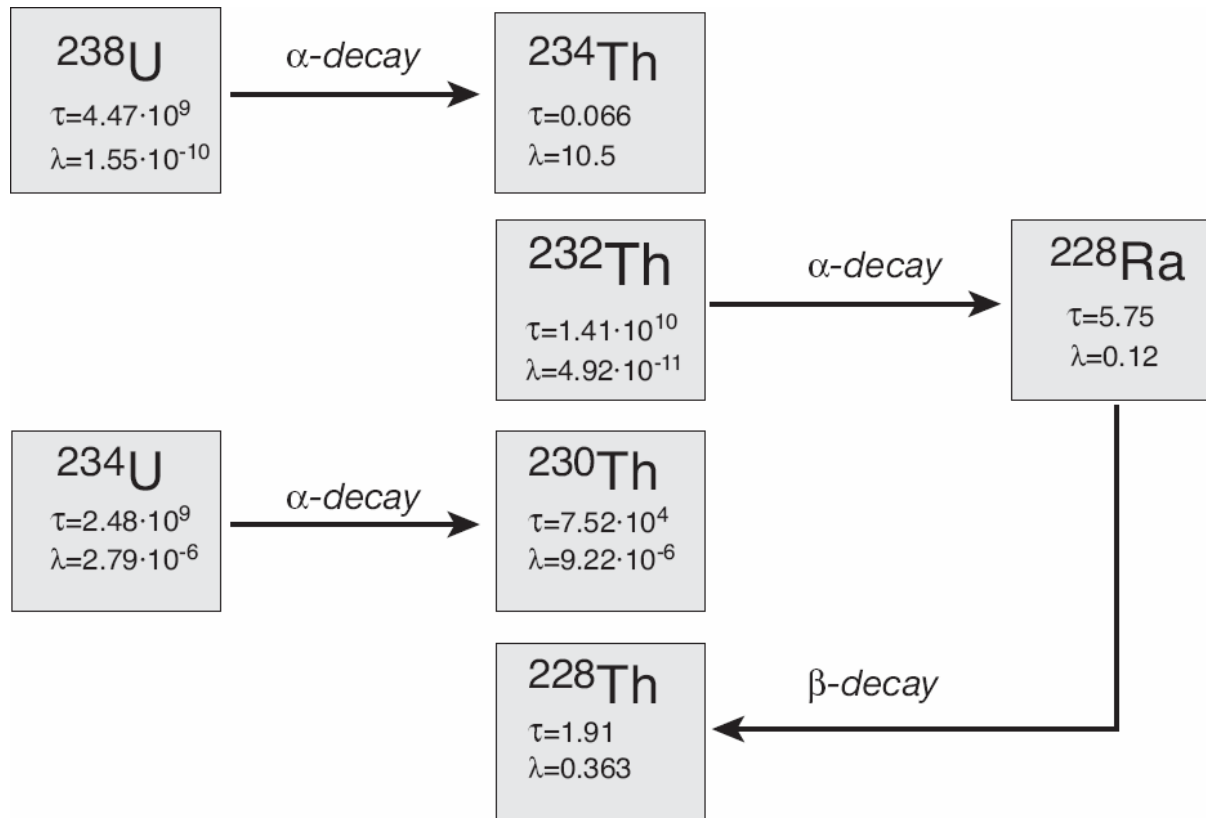 ²³⁸U
τ=4.47·10⁹
λ=1.55·10⁻¹⁰
α-decay
²³⁴Th
τ=0.066
λ=10.5
²³²Th
τ=1.41·10¹⁰
λ=4.92·10⁻¹¹
α-decay
²²⁸Ra
τ=5.75
λ=0.12
²³⁴U
τ=2.48·10⁹
λ=2.79·10⁻⁶
α-decay
²³⁰Th
τ=7.52·10⁴
λ=9.22·10⁻⁶
²²⁸Th
τ=1.91
λ=0.363
β-decay